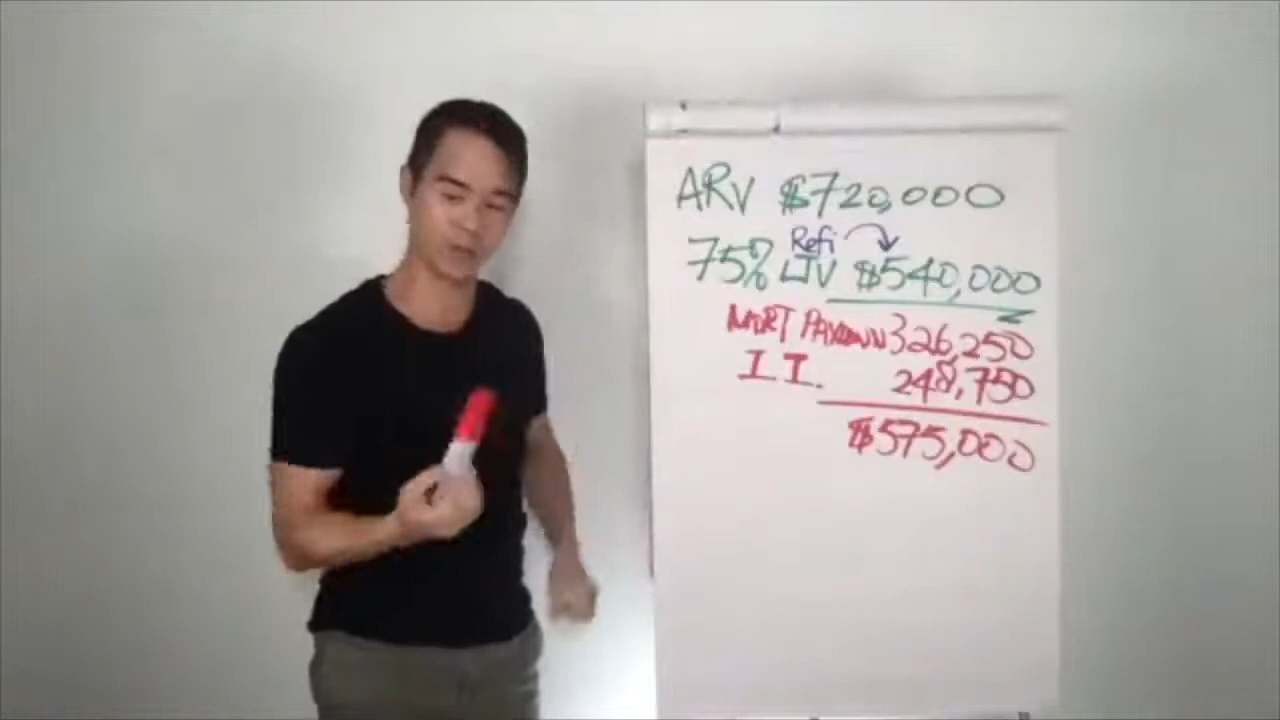 ARV $720,000
Refi
75% LTV $540,000
MORT PAYDOWN 326,250
I I. 248,750
$575,000